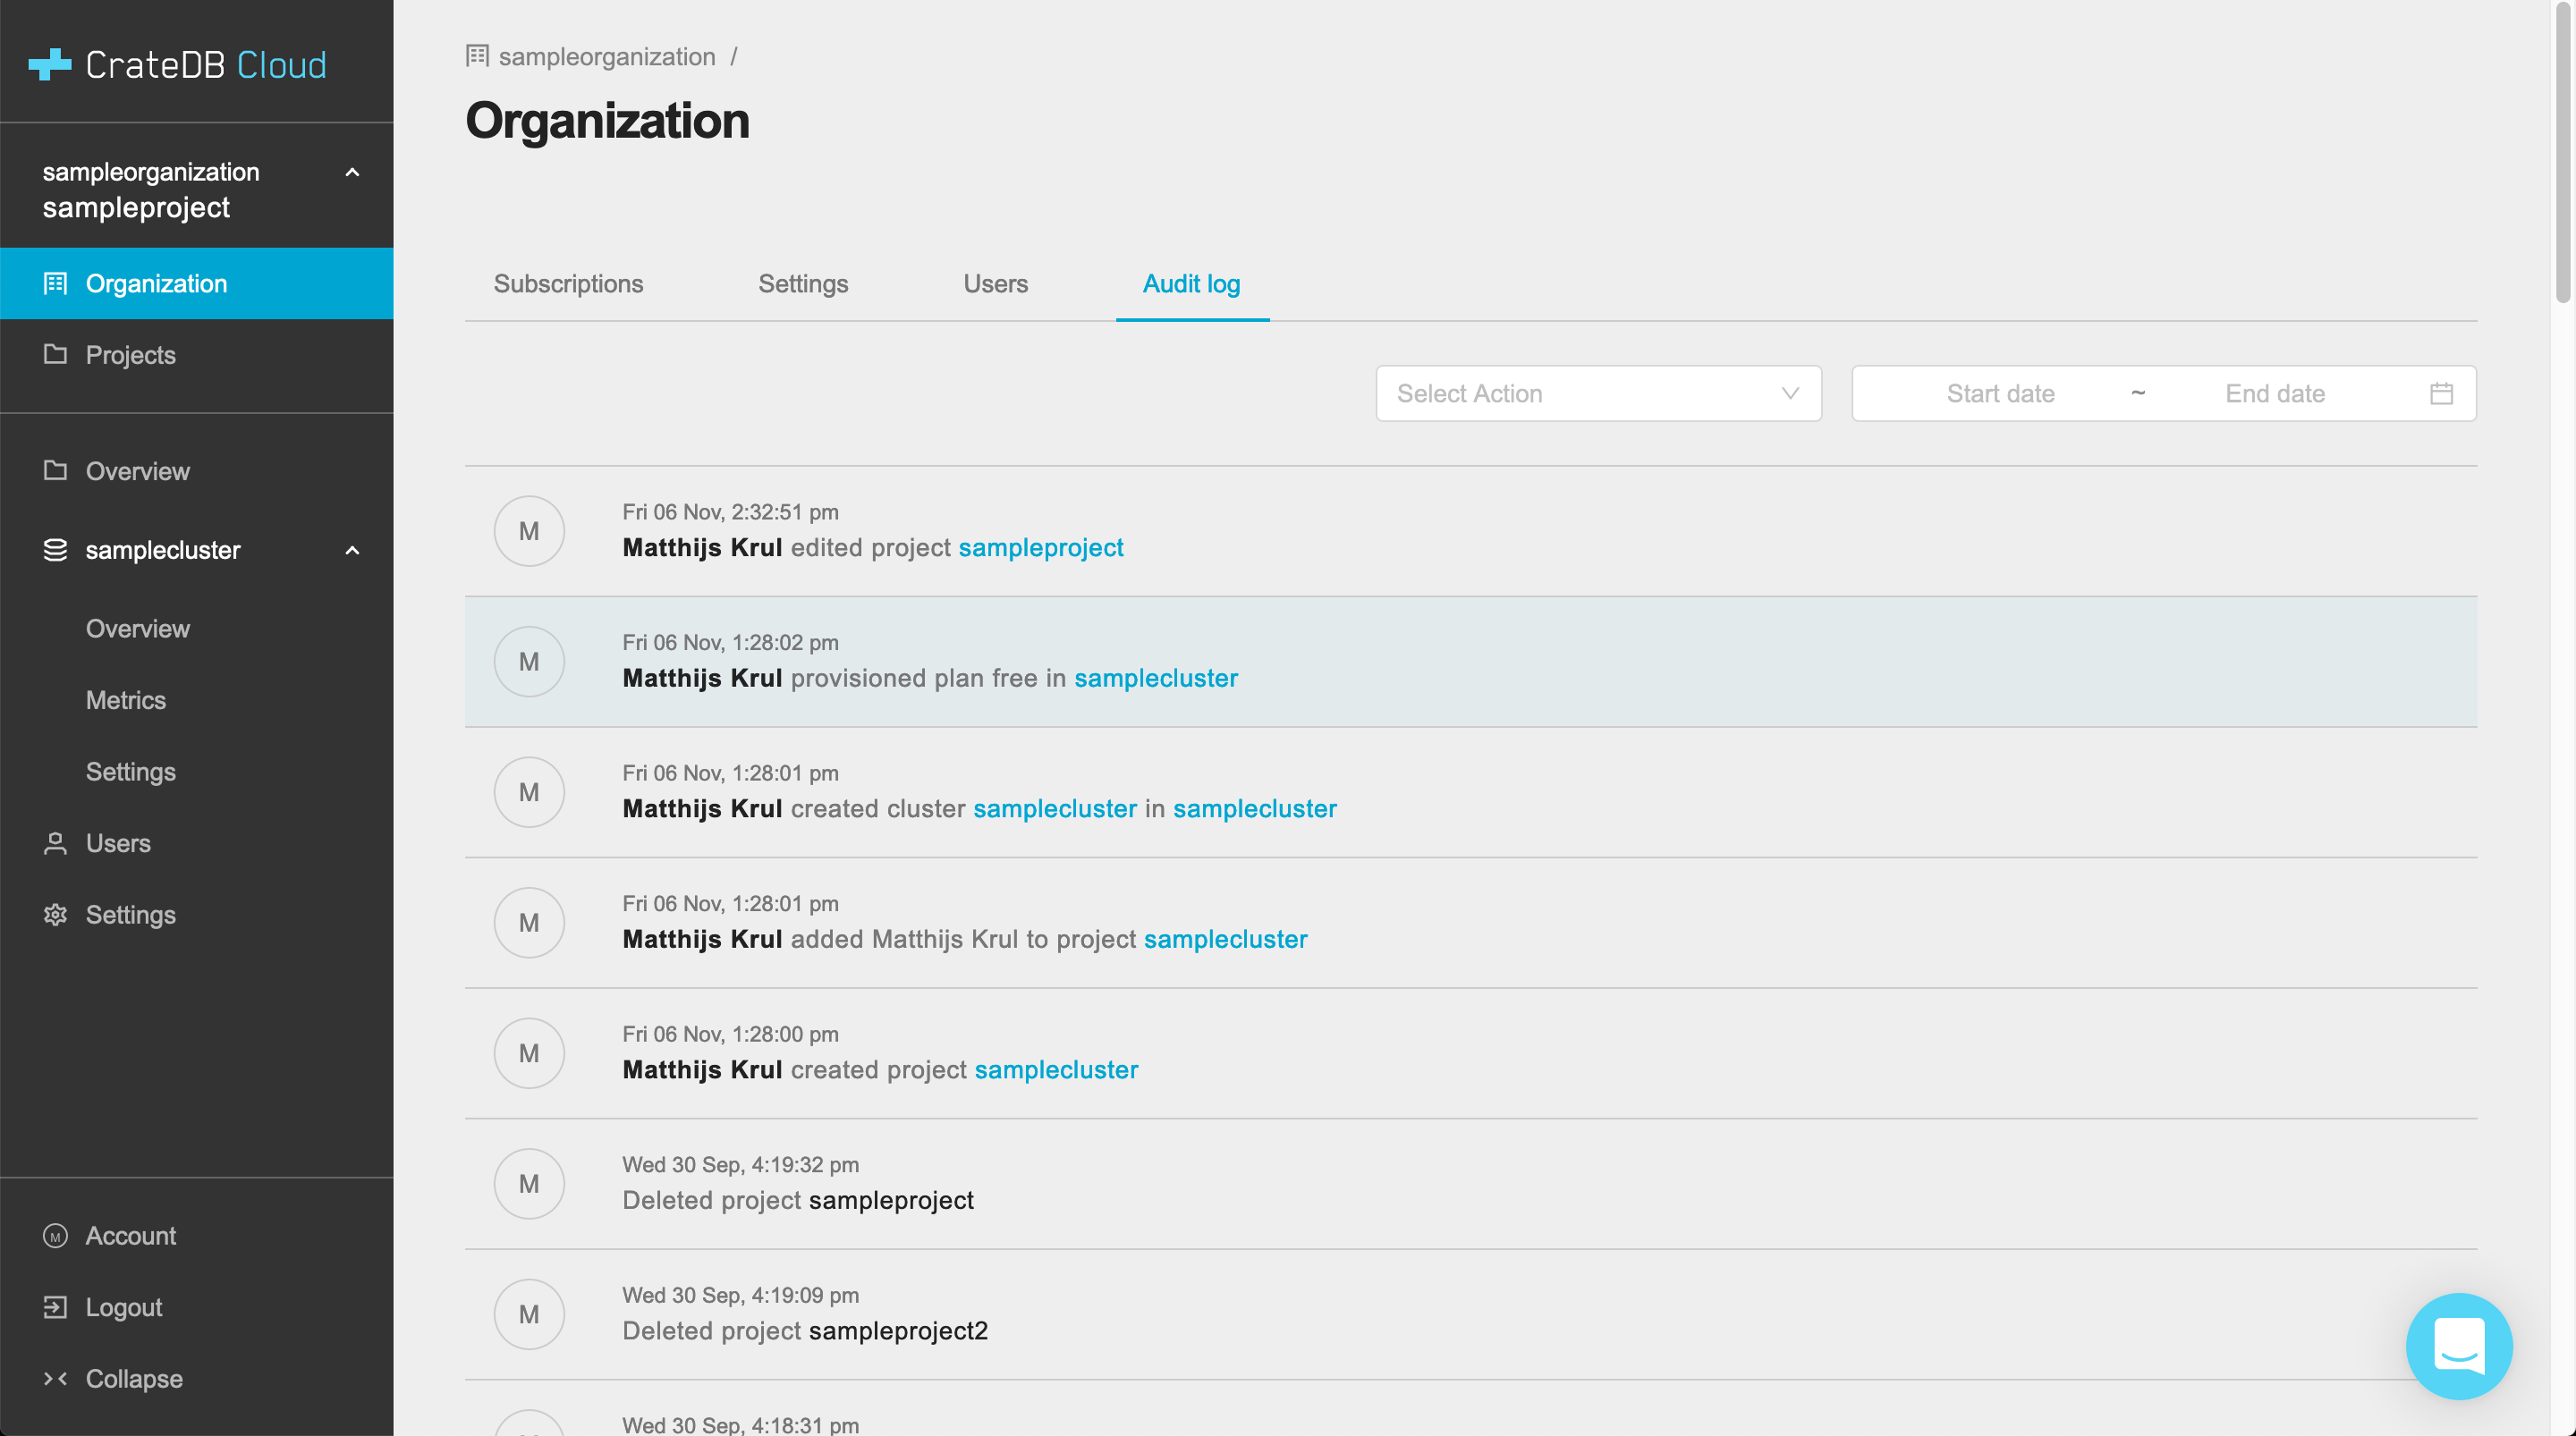 CrateDB Cloud
sampleorganization
sampleproject
Organization
Projects
Overview
samplecluster
Overview
Metrics
Settings
Users
Settings
M Account
Logout
Collapse
sampleorganization /
Organization
Subscriptions Settings Users Audit log
Select Action Start date ~ End date
M
Fri 06 Nov, 2:32:51 pm
Matthijs Krul edited project sampleproject
M
Fri 06 Nov, 1:28:02 pm
Matthijs Krul provisioned plan free in samplecluster
M
Fri 06 Nov, 1:28:01 pm
Matthijs Krul created cluster samplecluster in samplecluster
M
Fri 06 Nov, 1:28:01 pm
Matthijs Krul added Matthijs Krul to project samplecluster
M
Fri 06 Nov, 1:28:00 pm
Matthijs Krul created project samplecluster
M
Wed 30 Sep, 4:19:32 pm
Deleted project sampleproject
M
Wed 30 Sep, 4:19:09 pm
Deleted project sampleproject2
Wed 30 Sep, 4:18:31 pm